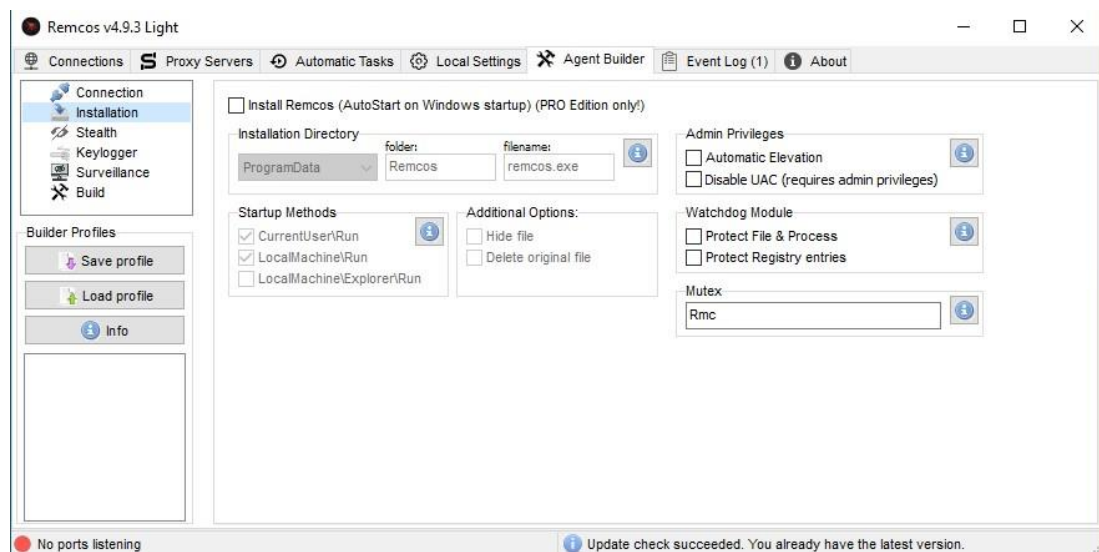 Remcos v4.9.3 Light
Connections Proxy Servers Automatic Tasks Local Settings Agent Builder Event Log (1) About
Connection
Installation
Stealth
Keylogger
Surveillance
Build
Builder Profiles
Save profile
Load profile
Info
Install Remcos (AutoStart on Windows startup) (PRO Edition only!)
Installation Directory
folder: filename:
ProgramData Remcos remcos.exe
Startup Methods
CurrentUser\Run
LocalMachine\Run
LocalMachine\Explorer\Run
Additional Options:
Hide file
Delete original file
Admin Privileges
Automatic Elevation
Disable UAC (requires admin privileges)
Watchdog Module
Protect File & Process
Protect Registry entries
Mutex
Rmc
No ports listening
Update check succeeded. You already have the latest version.